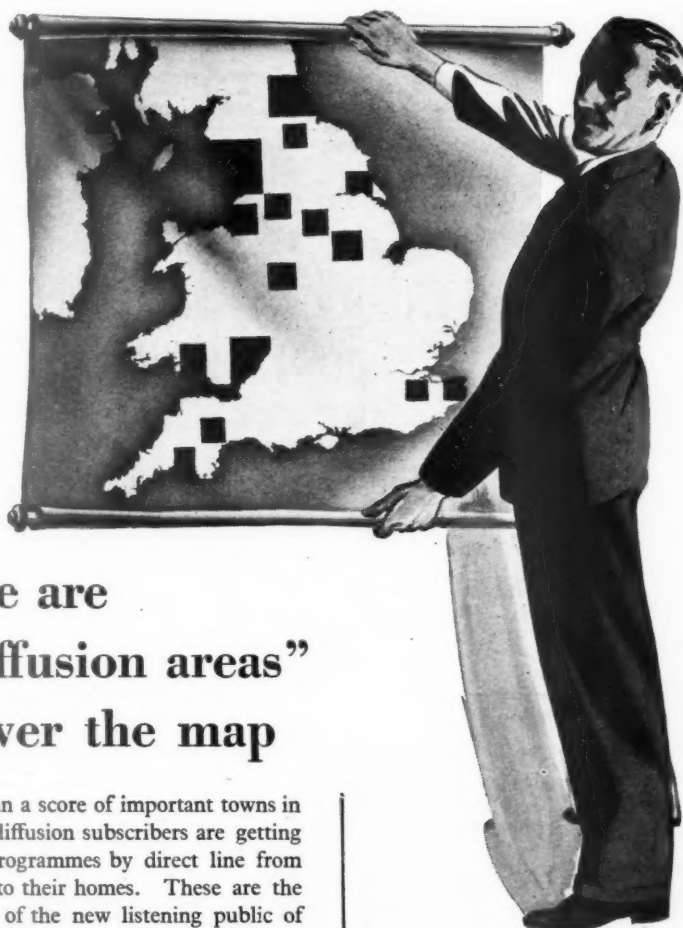 e are
ffusion areas”
ver the map
n a score of important towns in
diffusion subscribers are getting
rogrammes by direct line from
to their homes. These are the
of the new listening public of